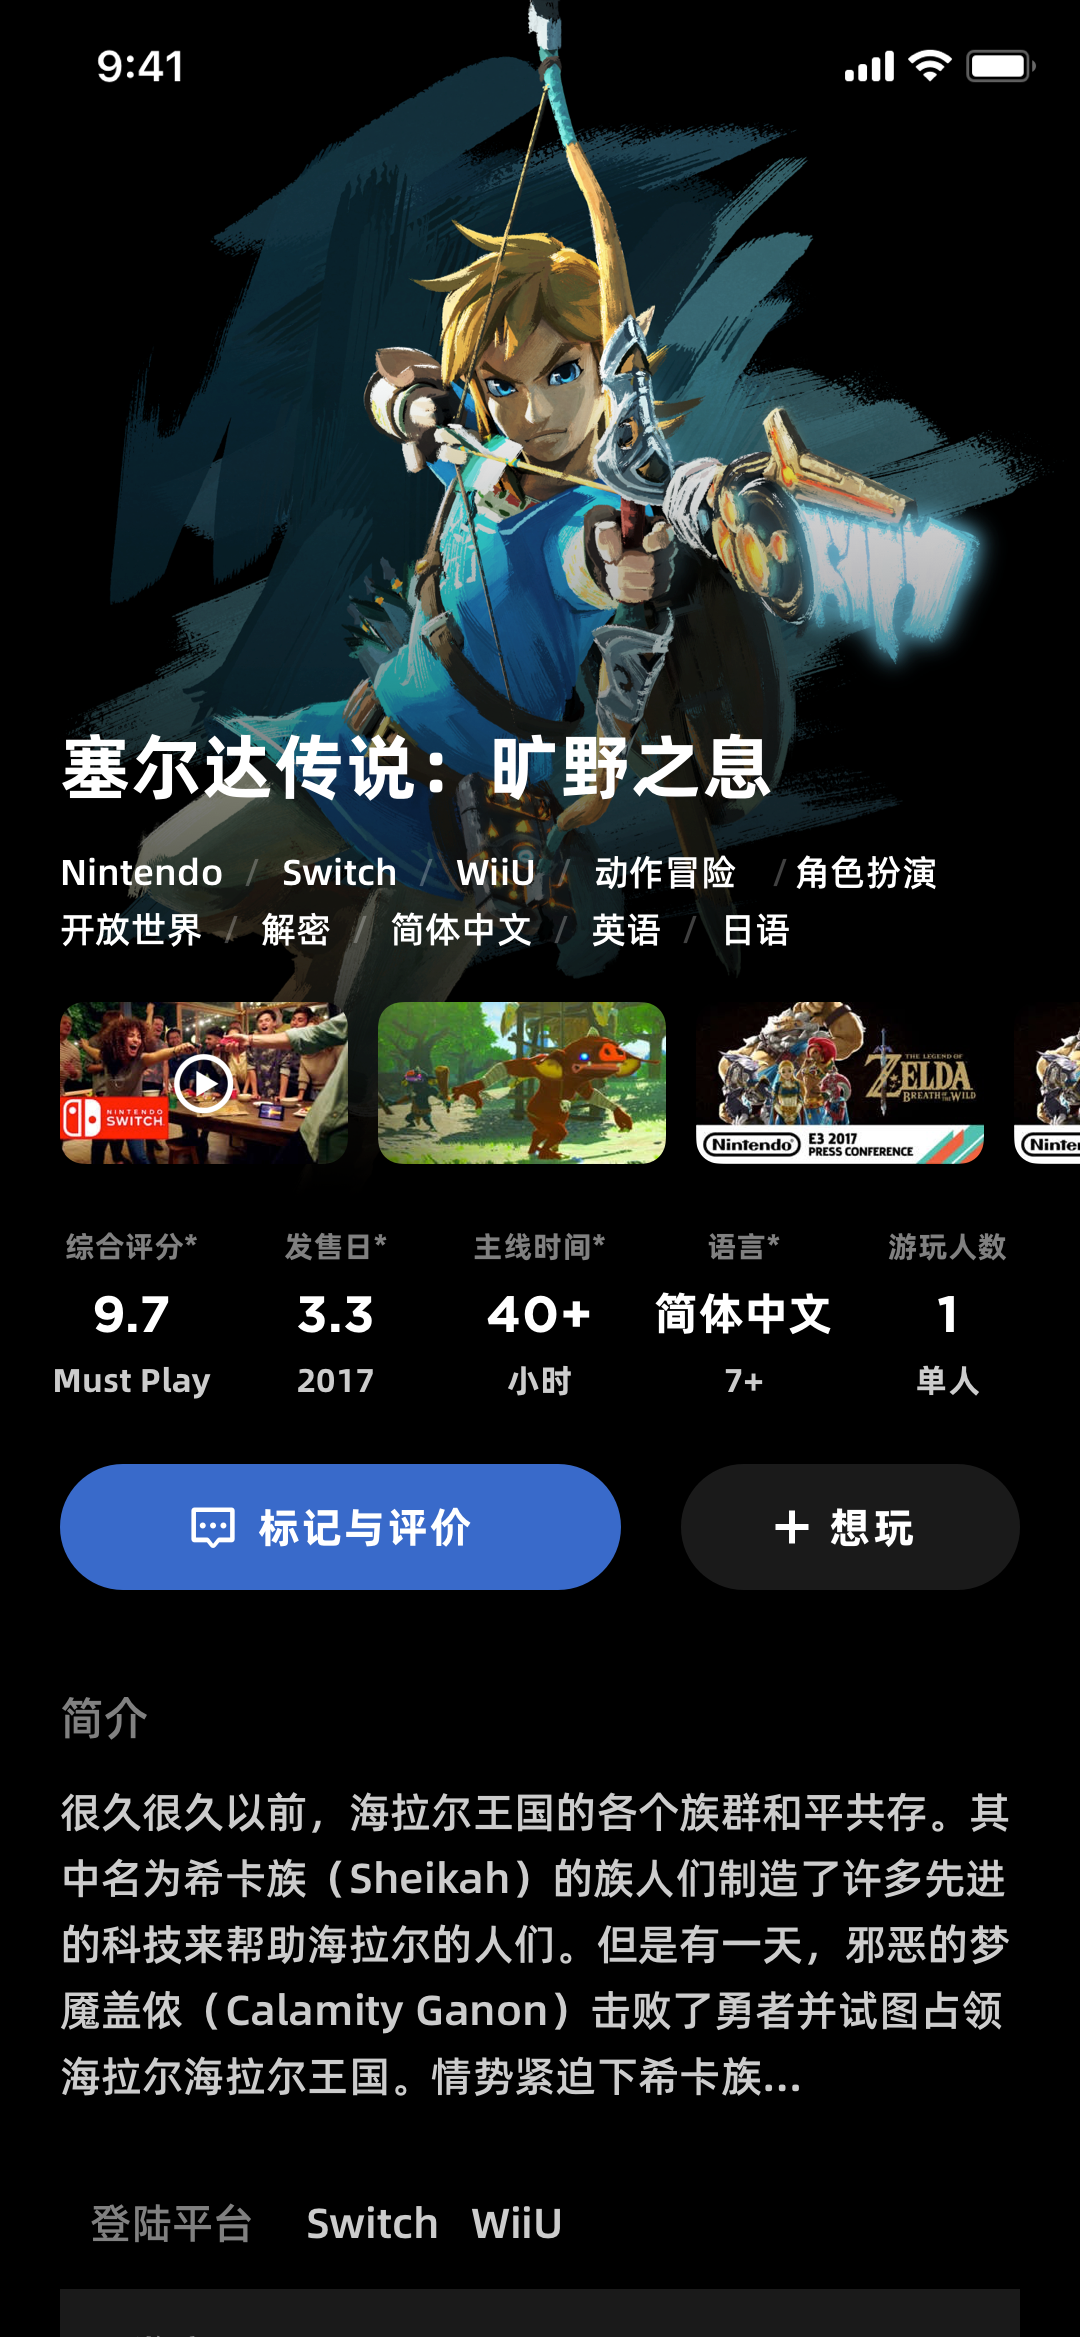 9:41
塞尔达传说：旷野之息
Nintendo / Switch / WiiU / 动作冒险 / 角色扮演
开放世界 / 解密 / 简体中文 / 英语 / 日语
NINTENDO
SWITCH
THE LEGEND OF
ZELDA
BREATH OF THE WILD
Nintendo
E3 2017
PRESS CONFERENCE
综合评分* 发售日* 主线时间* 语言* 游玩人数
9.7 3.3 40+ 简体中文 1
Must Play 2017 小时 7+ 单人
标记与评价 + 想玩
简介
很久很久以前，海拉尔王国的各个族群和平共存。其
中名为希卡族（Sheikah）的族人们制造了许多先进
的科技来帮助海拉尔的人们。但是有一天，邪恶的梦
魇盖侬（Calamity Ganon）击败了勇者并试图占领
海拉尔海拉尔王国。情势紧迫下希卡族...
登陆平台 Switch WiiU